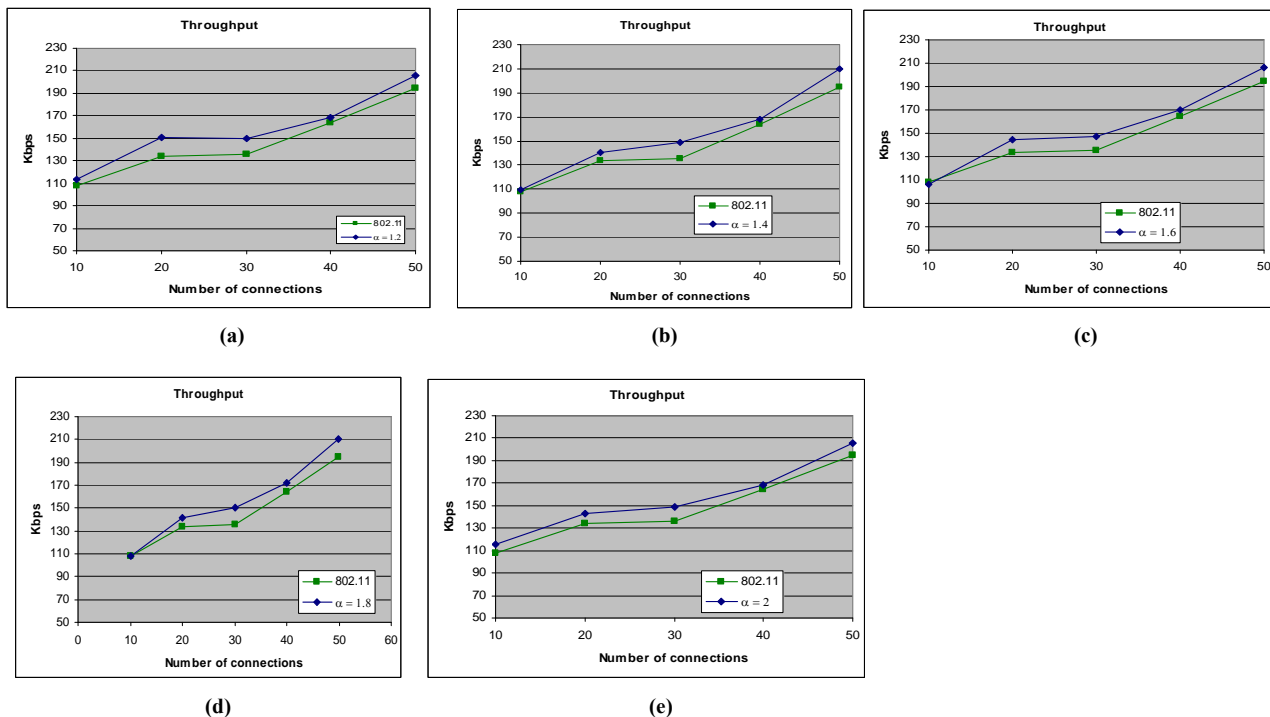 Throughput
230
210
190
170
150
130
110
90
70
50
Kbps
10 20 30 40 50
Number of connections
802.11
α = 1.2
(a)
Throughput
230
210
190
170
150
130
110
90
70
50
Kbps
10 20 30 40 50
Number of connections
802.11
α = 1.4
(b)
Throughput
230
210
190
170
150
130
110
90
70
50
Kbps
10 20 30 40 50
Number of connections
802.11
α = 1.6
(c)
Throughput
230
210
190
170
150
130
110
90
70
50
Kbps
0 10 20 30 40 50 60
Number of connections
802.11
α = 1.8
(d)
Throughput
230
210
190
170
150
130
110
90
70
50
Kbps
10 20 30 40 50
Number of connections
802.11
α = 2
(e)